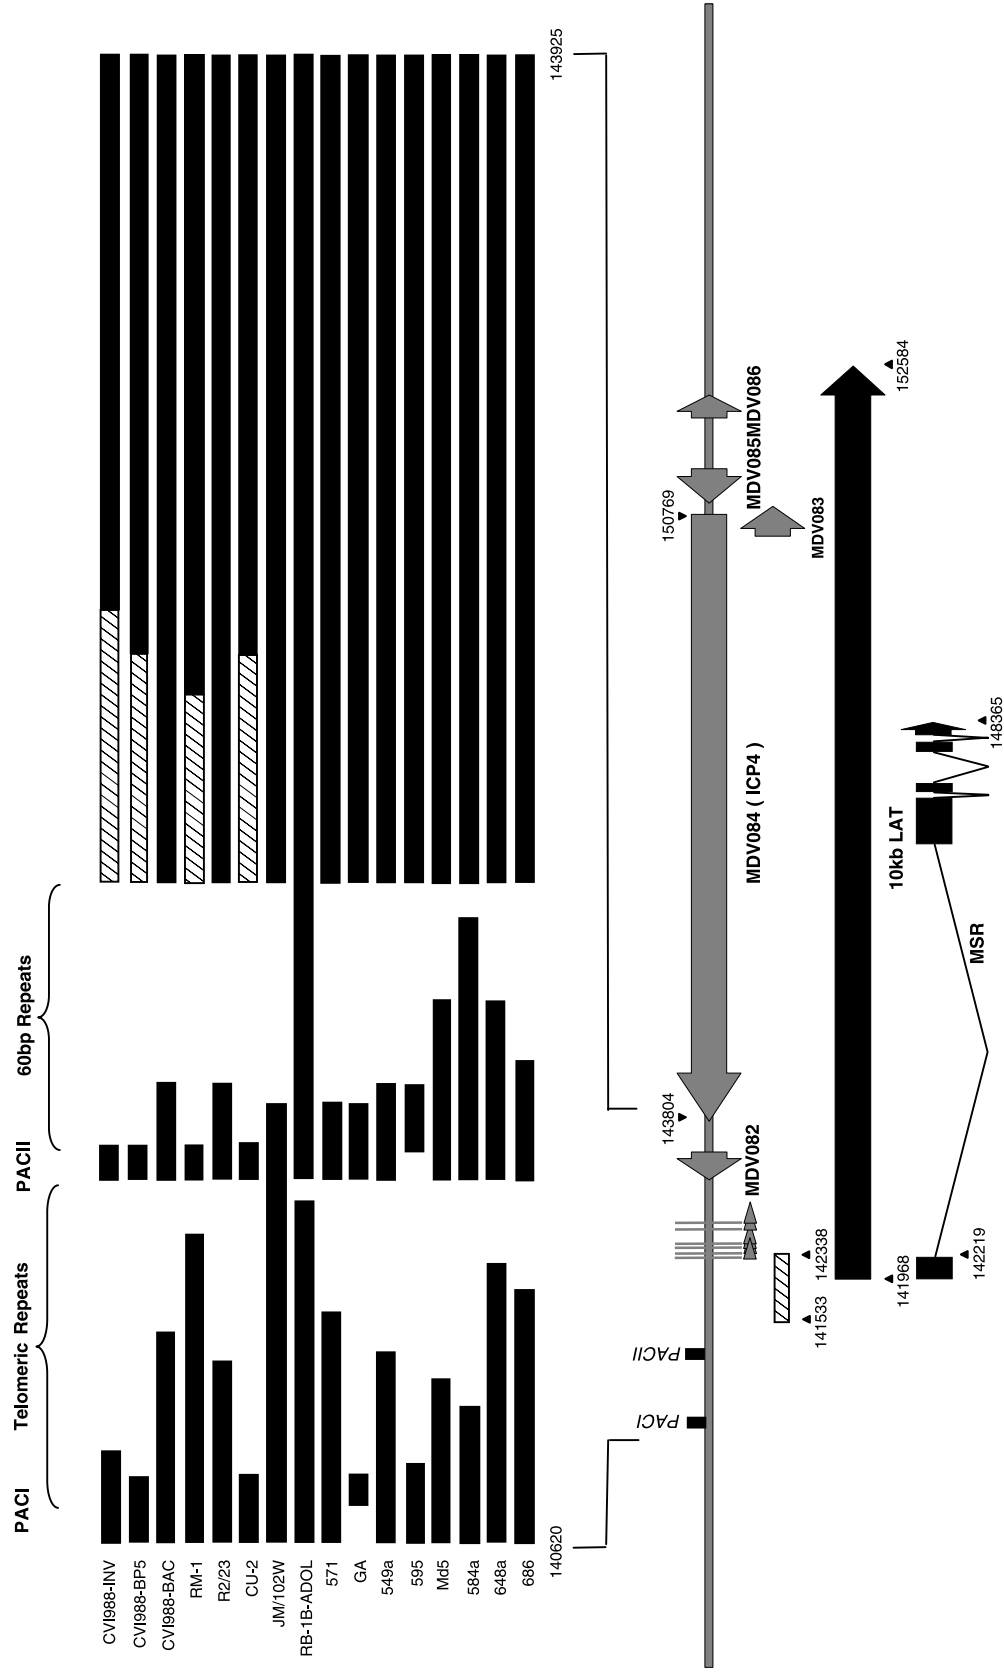 PACI
Telomeric Repeats
PACII
60bp Repeats
CVI988-INV
CVI988-BP5
CVI988-BAC
RM-1
R2/23
CU-2
JM/102W
RB-1B-ADOL
571
GA
549a
595
Md5
584a
648a
686
140620
143925
PACI
PACII
143804
150769
MDV082
MDV084 ( ICP4 )
MDV085MDV086
MDV083
141533
142338
141968
10kb LAT
152584
142219
MSR
148365